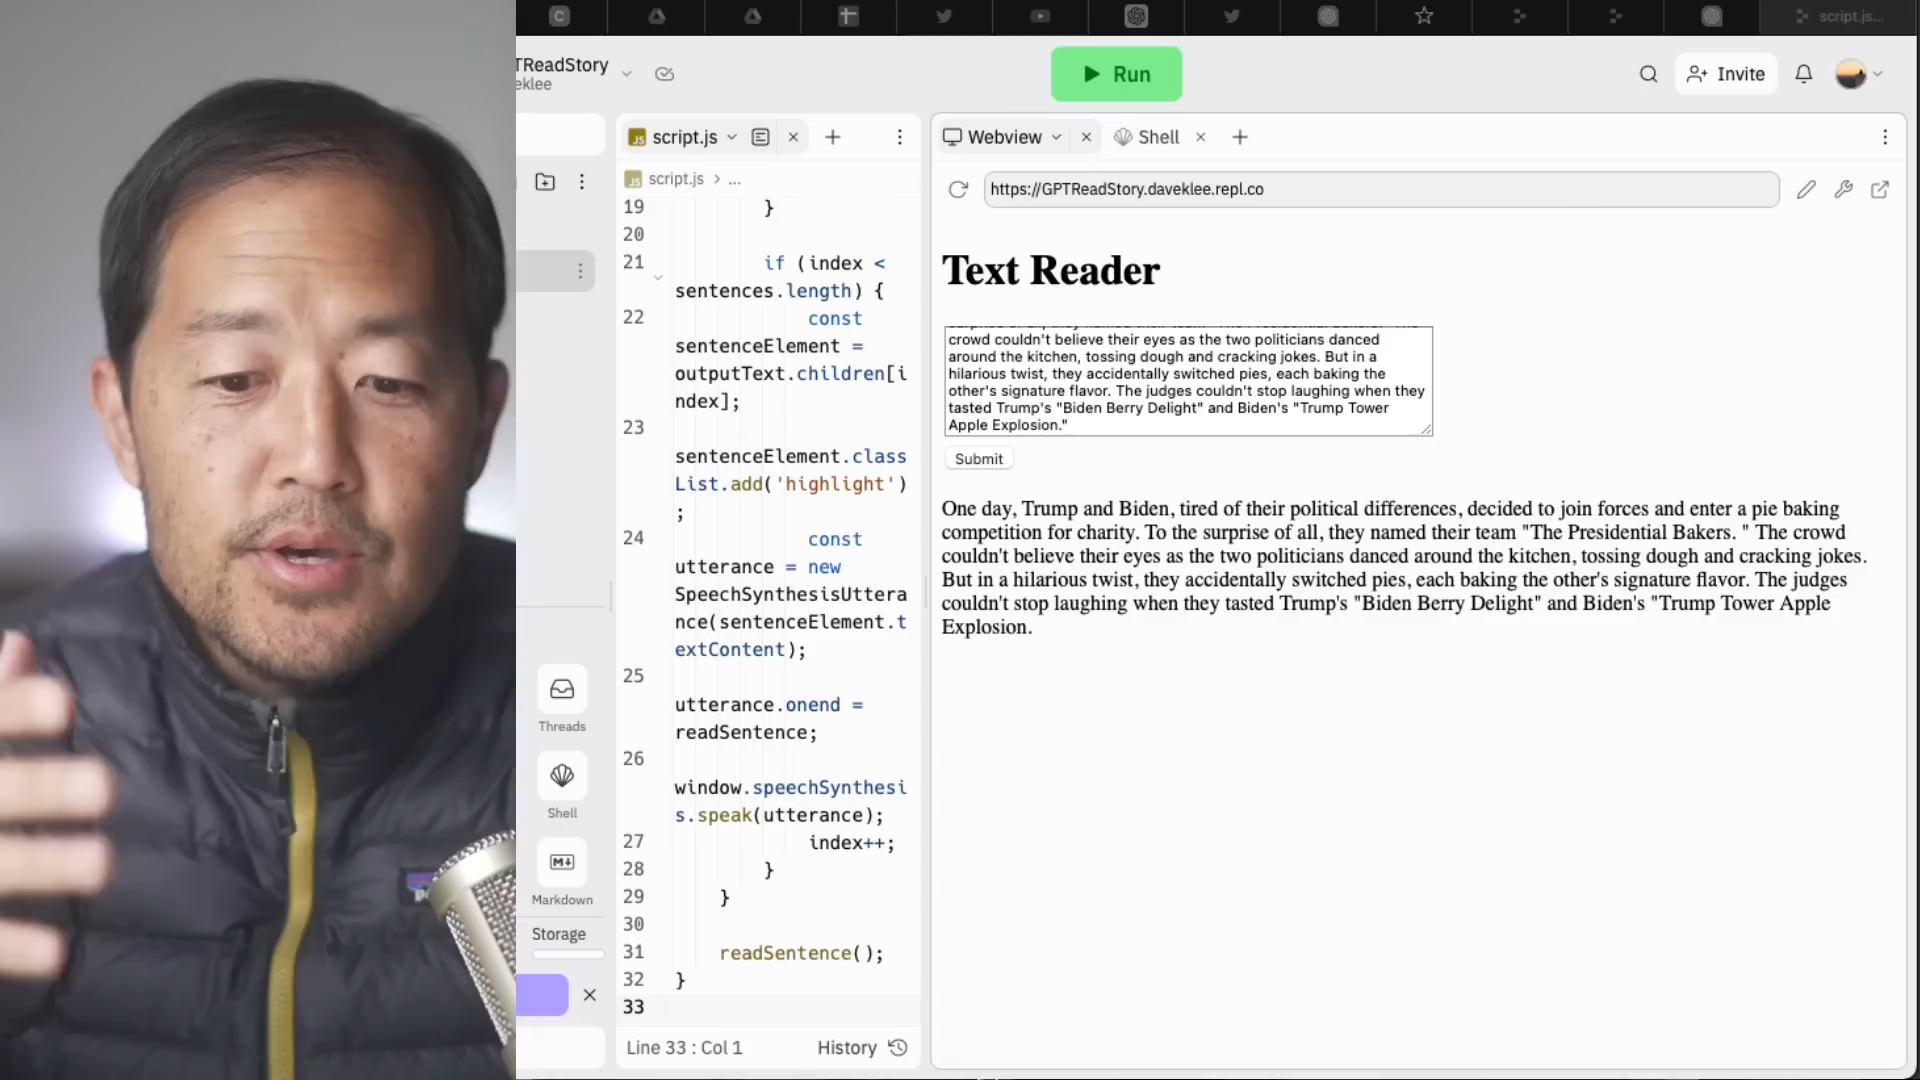 script.js...
TReadStory
eklee
Run
Invite
script.js
Webview
Shell
script.js > ...
https://GPTReadStory.daveklee.repl.co
19 }
20
21 if (index <
sentences.length) {
22 const
sentenceElement =
outputText.children[i
ndex];
23
sentenceElement.class
List.add('highlight')
;
24 const
utterance = new
SpeechSynthesisUttera
nce(sentenceElement.t
extContent);
25
utterance.onend =
readSentence;
26
window.speechSynthesi
s.speak(utterance);
27 index++;
28 }
29 }
30
31 readSentence();
32 }
33
Line 33 : Col 1
History
Threads
Shell
Markdown
Storage
Text Reader
crowd couldn't believe their eyes as the two politicians danced
around the kitchen, tossing dough and cracking jokes. But in a
hilarious twist, they accidentally switched pies, each baking the
other's signature flavor. The judges couldn't stop laughing when they
tasted Trump's "Biden Berry Delight" and Biden's "Trump Tower
Apple Explosion."
Submit
One day, Trump and Biden, tired of their political differences, decided to join forces and enter a pie baking
competition for charity. To the surprise of all, they named their team "The Presidential Bakers. " The crowd
couldn't believe their eyes as the two politicians danced around the kitchen, tossing dough and cracking jokes.
But in a hilarious twist, they accidentally switched pies, each baking the other's signature flavor. The judges
couldn't stop laughing when they tasted Trump's "Biden Berry Delight" and Biden's "Trump Tower Apple
Explosion.